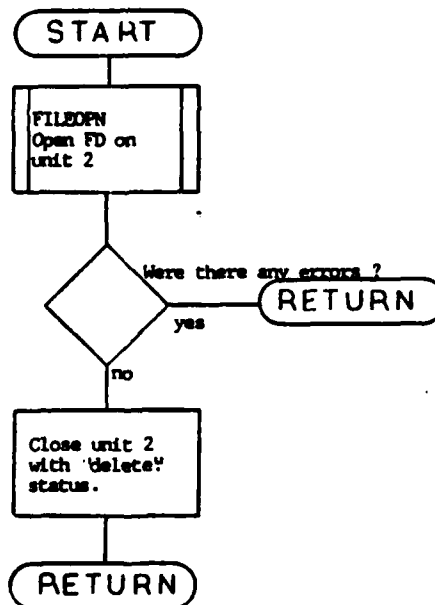 START
FILEOPN
Open FD on
unit 2
Were there any errors ?
yes
RETURN
no
Close unit 2
with "delete"
status.
RETURN